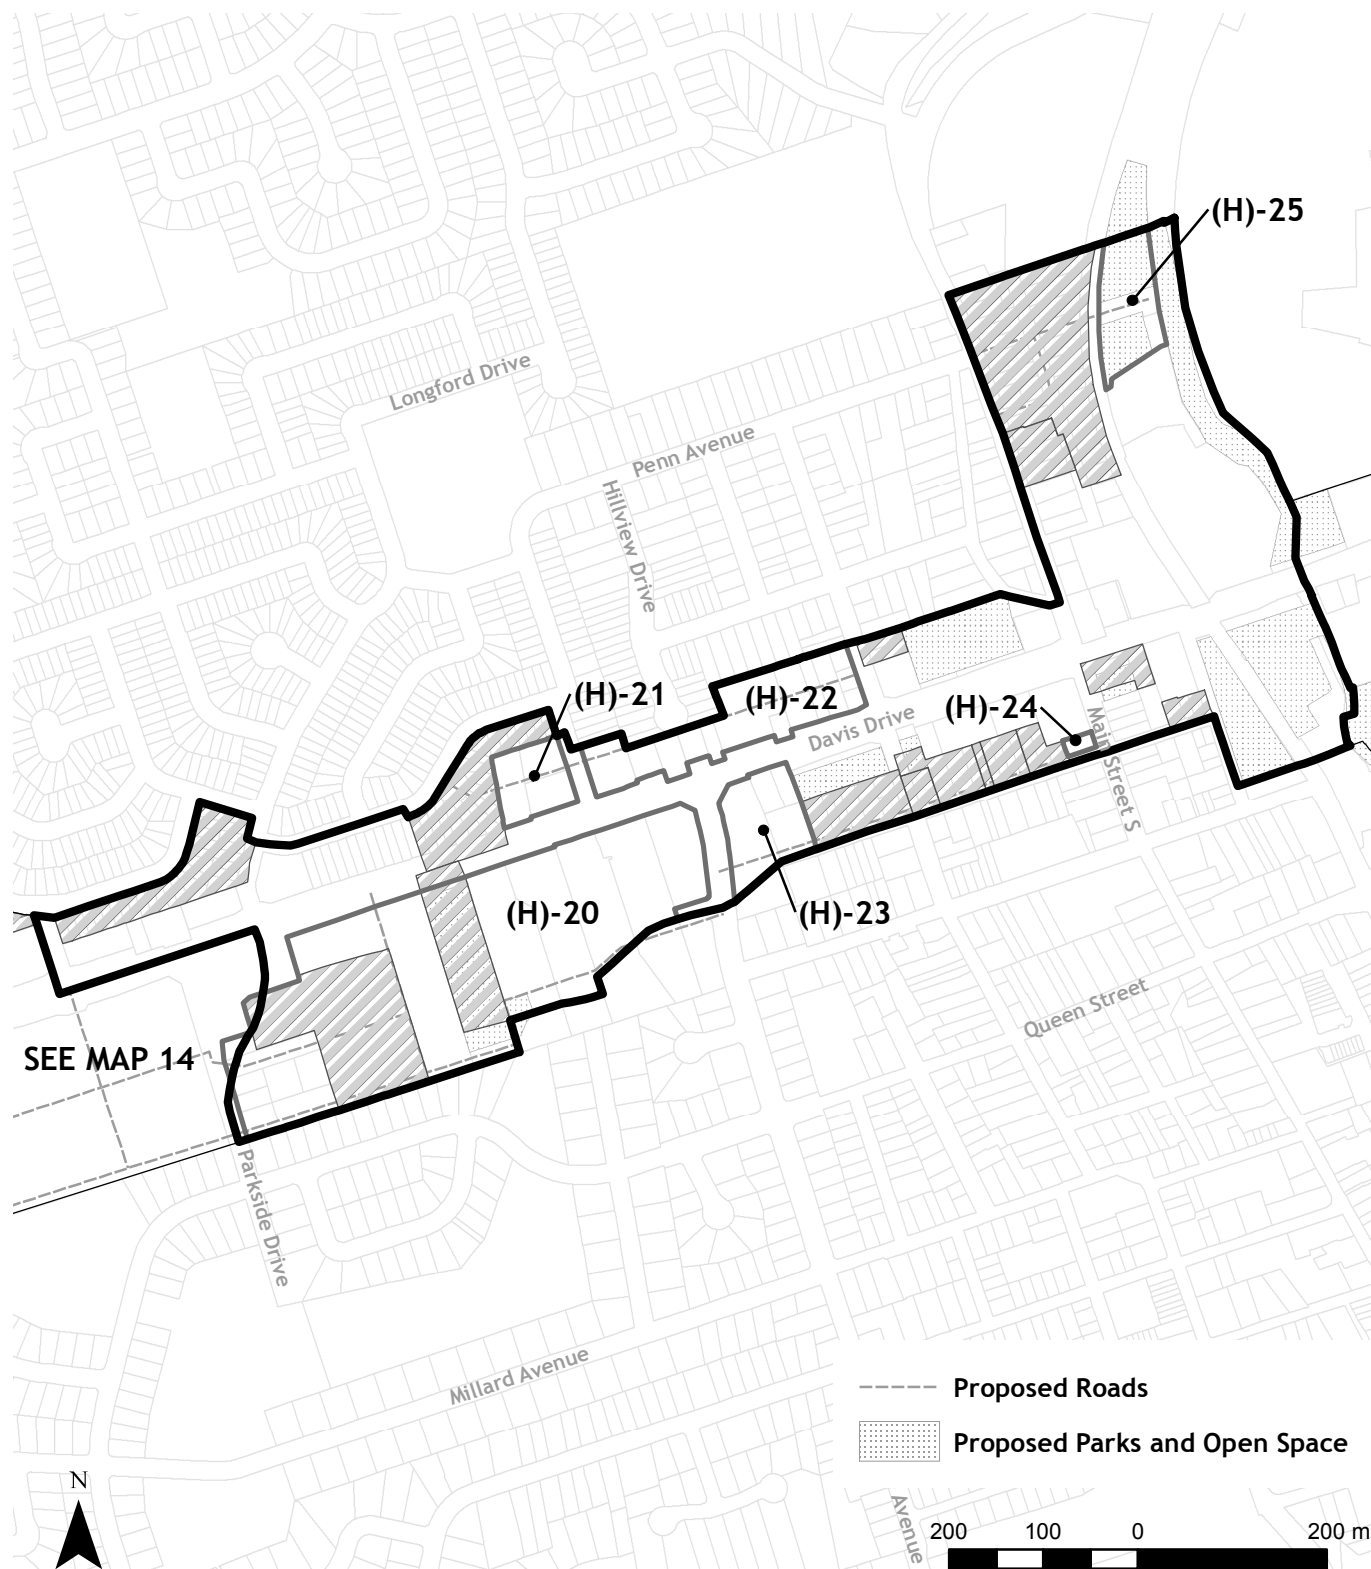 (H)-25
Longford Drive
Penn Avenue
Hillview Drive
(H)-21
(H)-22
(H)-24
Davis Drive
Main Street S
(H)-20
(H)-23
Queen Street
SEE MAP 14
Parkside Drive
Millard Avenue
Proposed Roads
Proposed Parks and Open Space
N
Avenue
200 100 0 200 m